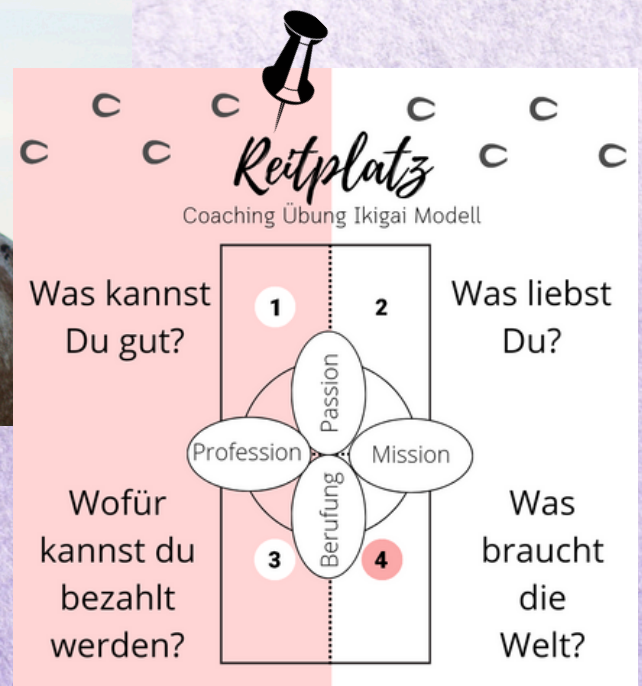 Reitplatz
Coaching Übung Ikigai Modell
Was kannst
Du gut?
1
2
Was liebst
Du?
Passion
Profession
Mission
Berufung
Wofür
kannst du
bezahlt
werden?
3
4
Was
braucht
die
Welt?